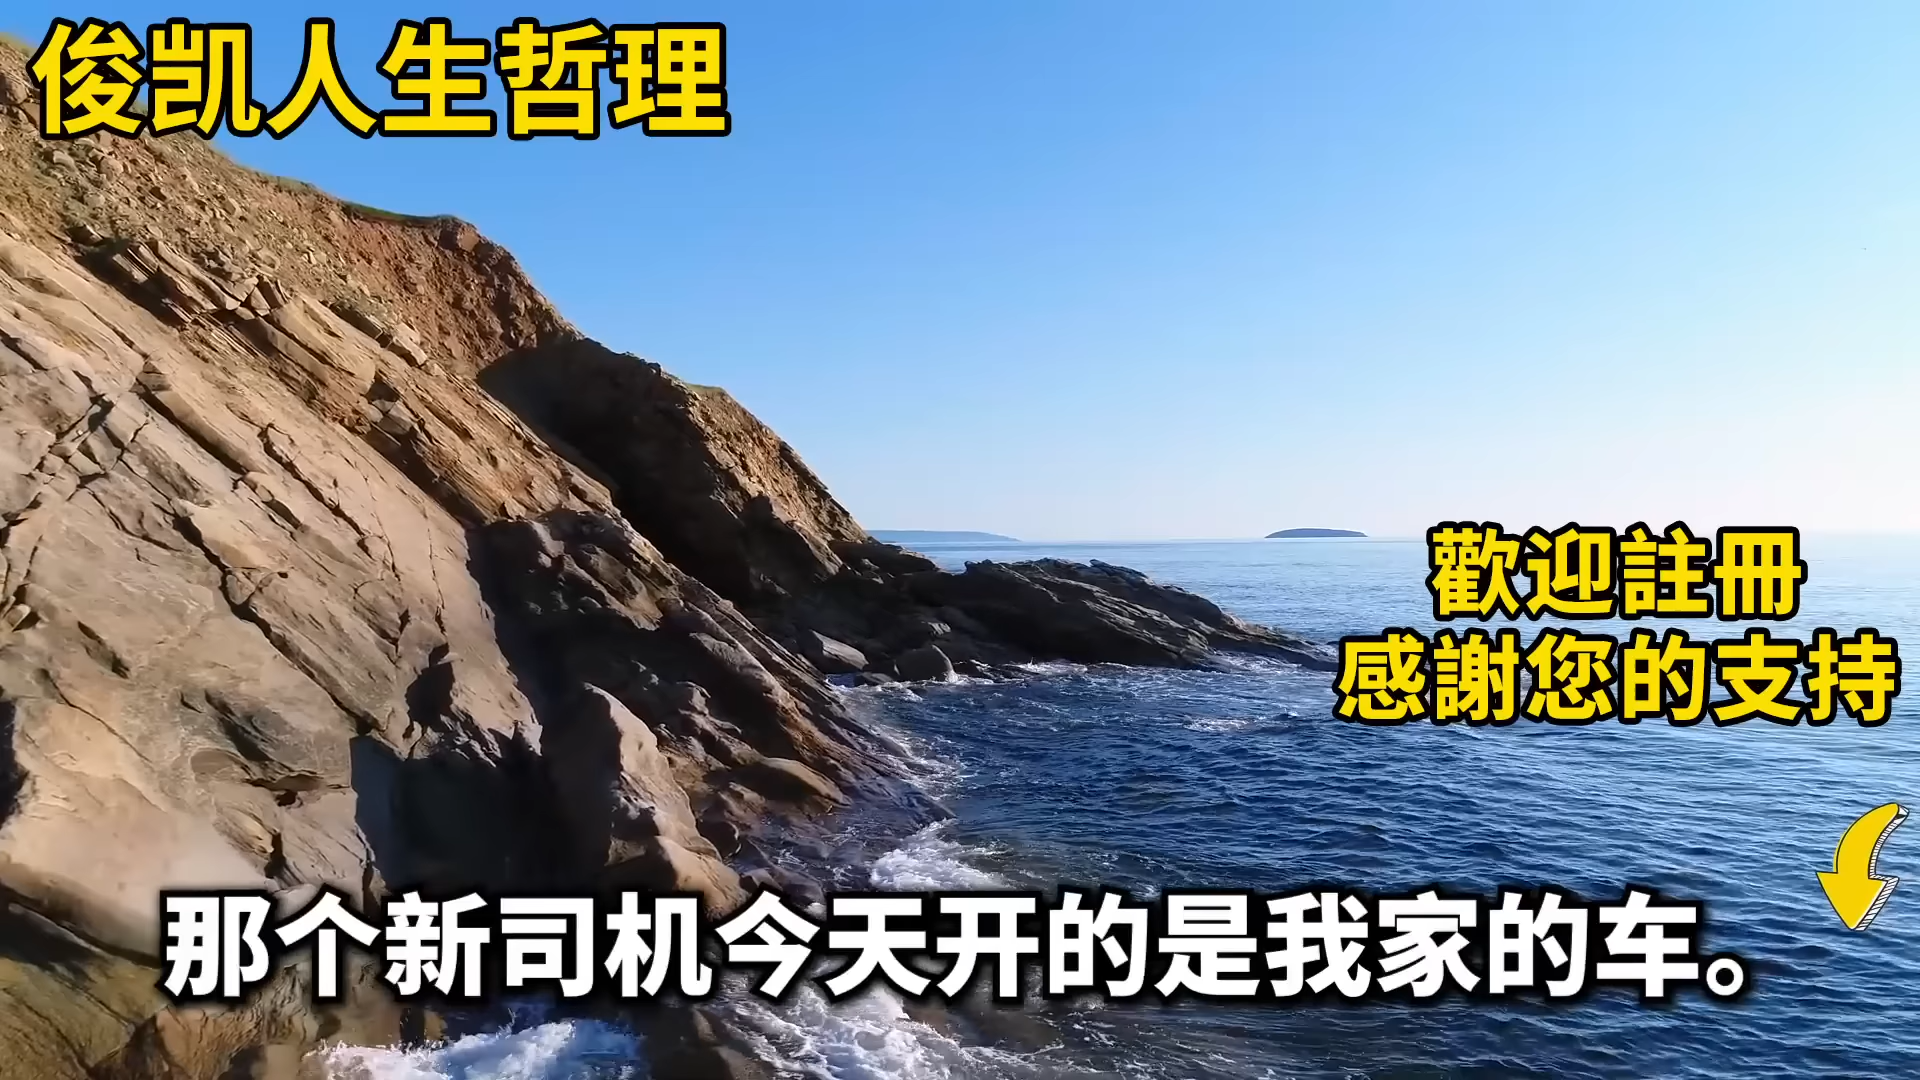 俊凯人生哲理
歡迎註冊
感謝您的支持
那个新司机今天开的是我家的车。